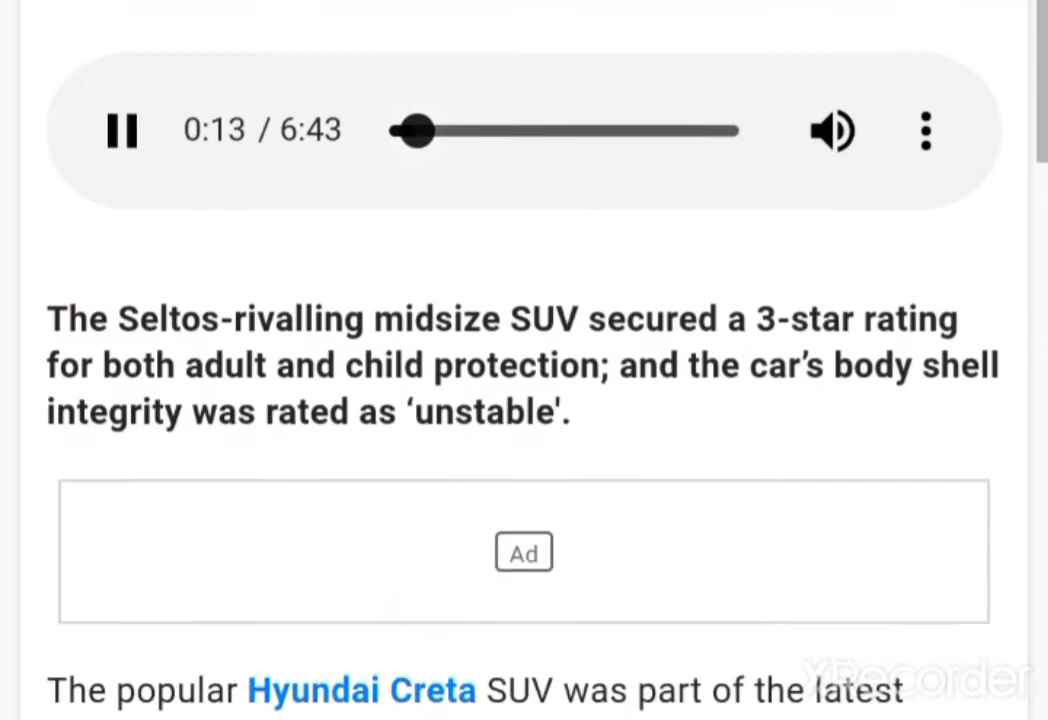 0:13 / 6:43
The Seltos-rivalling midsize SUV secured a 3-star rating
for both adult and child protection; and the car’s body shell
integrity was rated as ‘unstable'.
Ad
The popular Hyundai Creta SUV was part of the latest
XRecorder